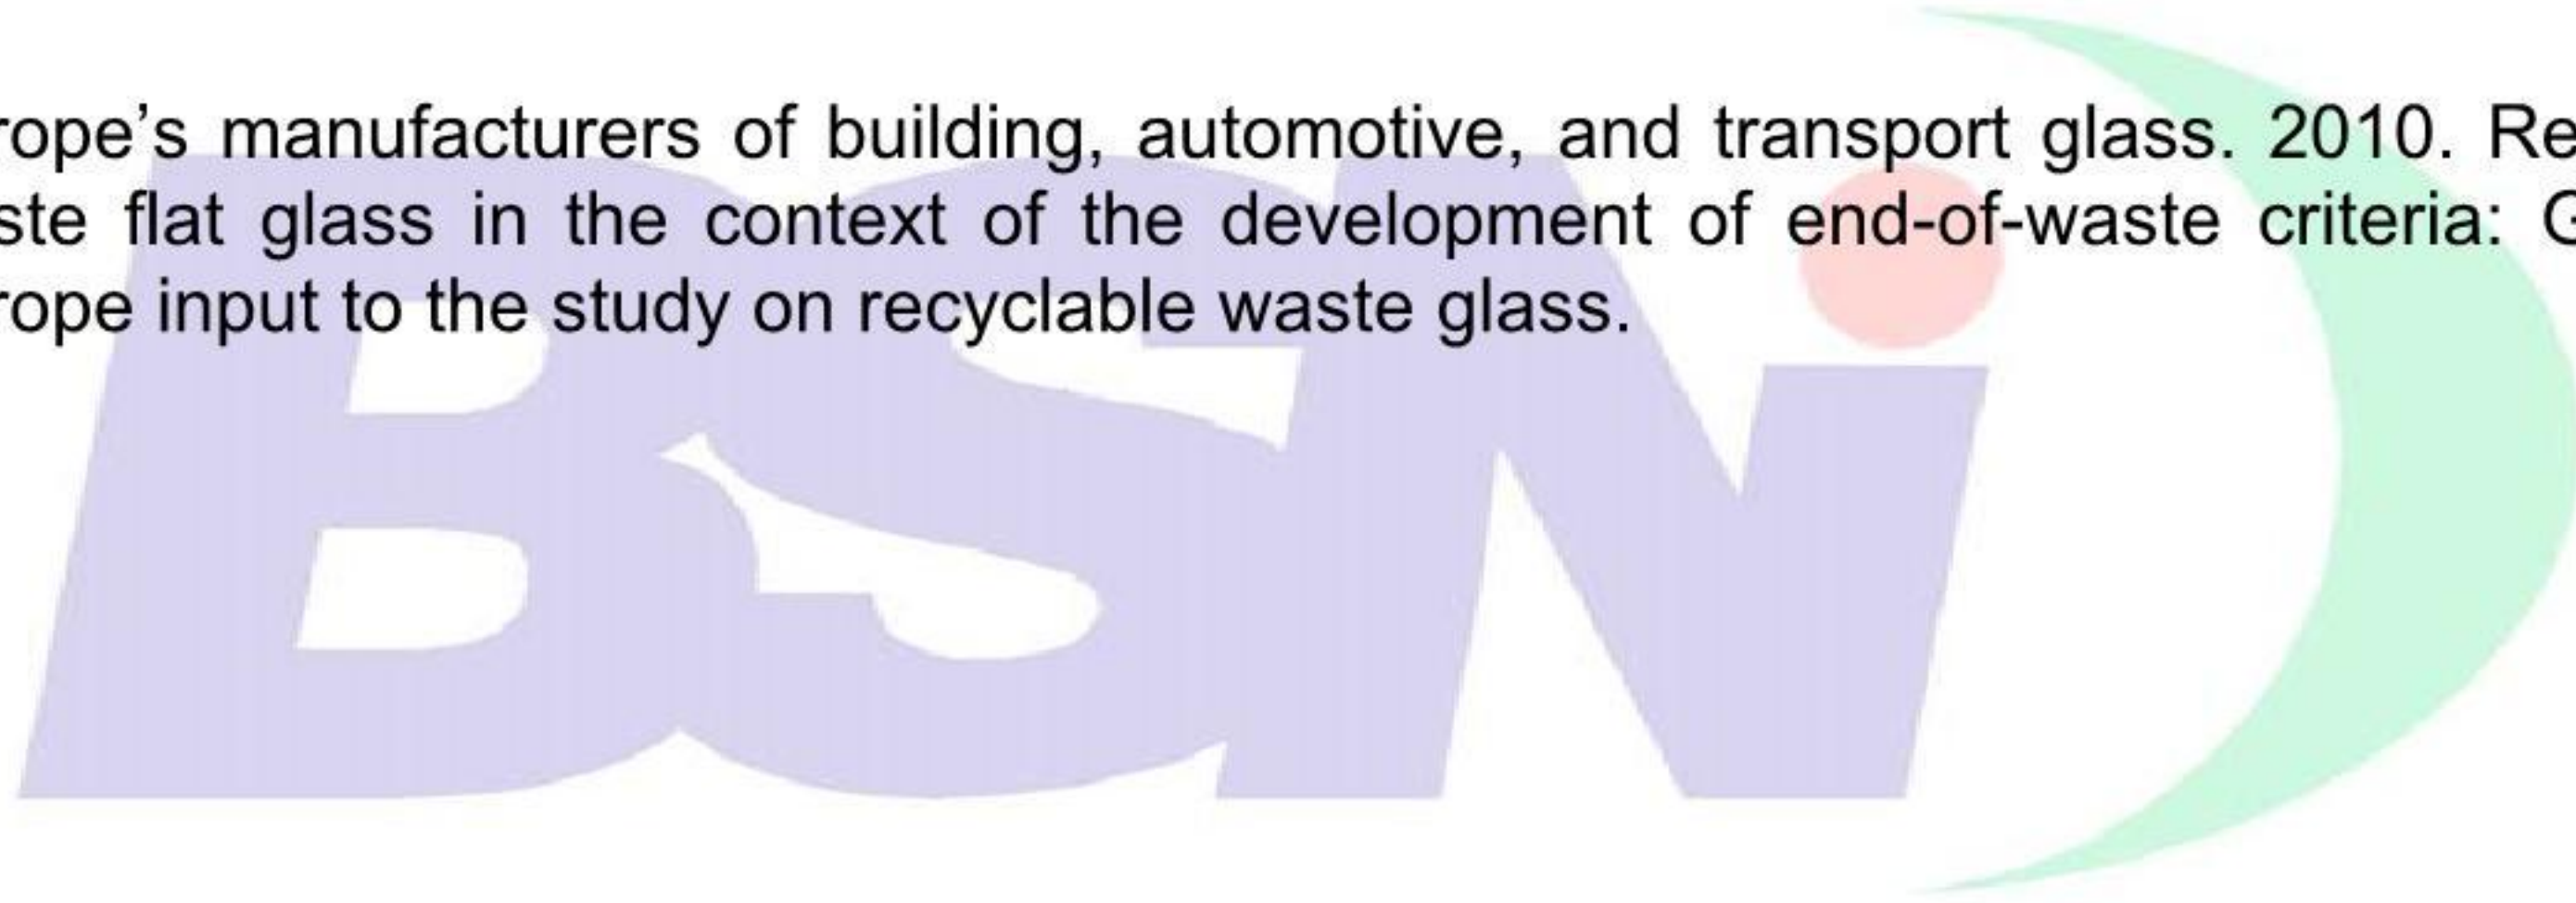 rope’s manufacturers of building, automotive, and transport glass. 2010. Re
ste flat glass in the context of the development of end-of-waste criteria: G
rope input to the study on recyclable waste glass.
BSN